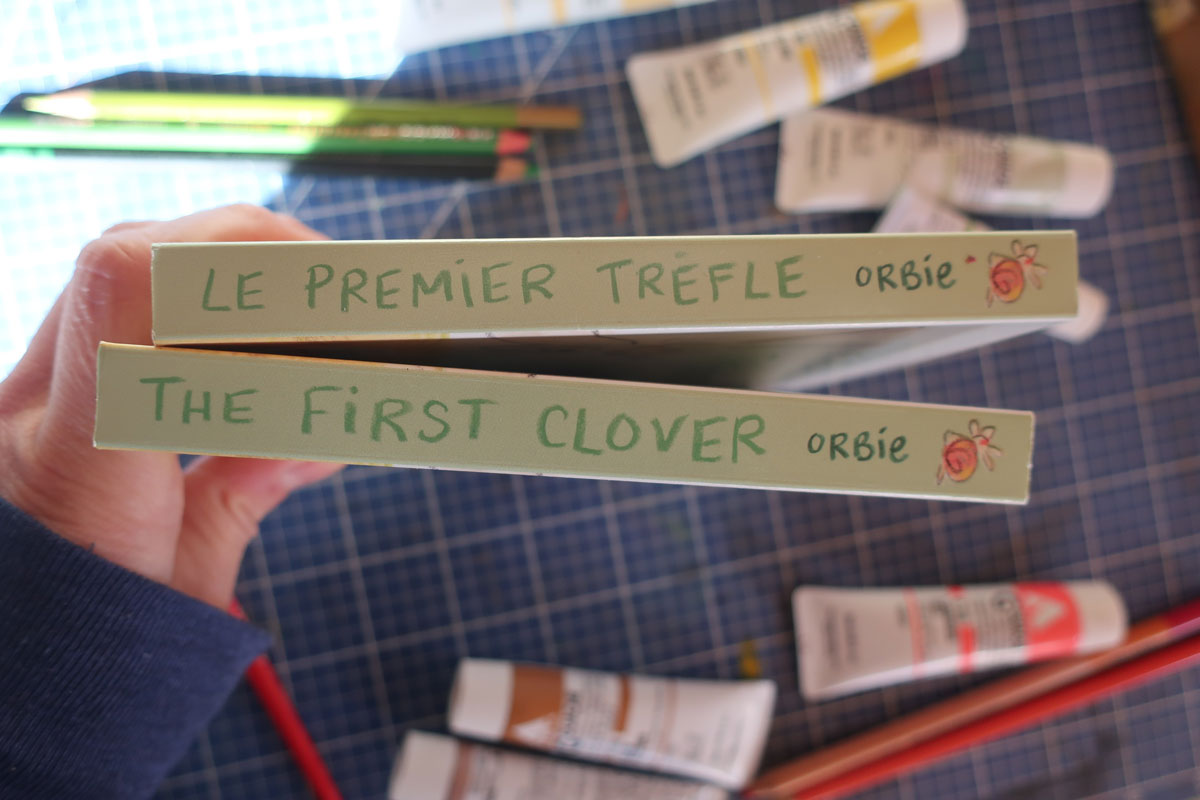 LE PREMiER TRÈFLE ORBiE
THE FiRST CLOVER ORBiE